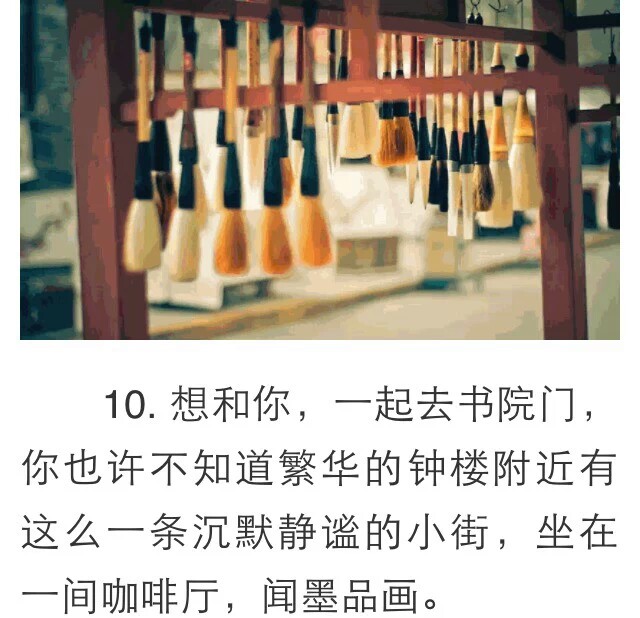 10. 想和你，一起去书院门，
你也许不知道繁华的钟楼附近有
这么一条沉默静谧的小街，坐在
一间咖啡厅，闻墨品画。